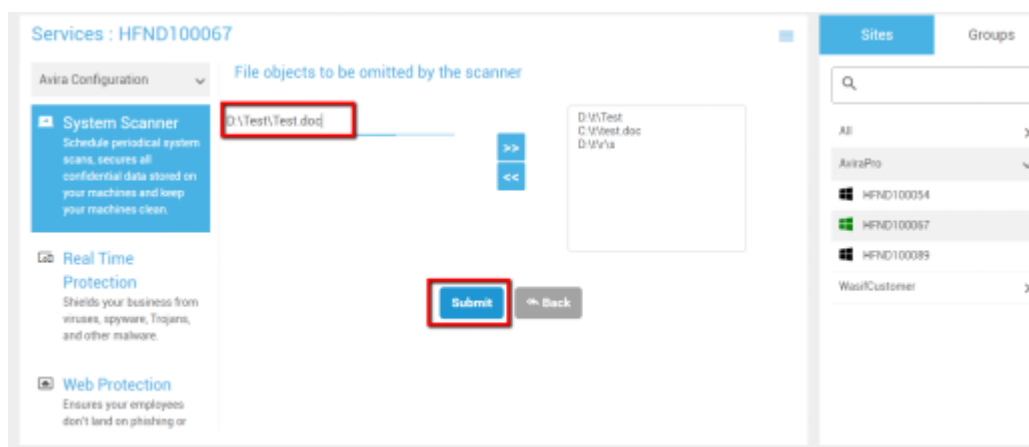 Services : HFND100067
Avira Configuration
System Scanner
Schedule periodical system
scans, secures all
confidential data stored on
your machines and keep
your machines clean.
Real Time
Protection
Shields your business from
viruses, spyware, Trojans,
and other malware.
Web Protection
Ensures your employees
don't land on phishing or
File objects to be omitted by the scanner
D:\Test\Test.doc
>>
<<
D:\t\Test
C:\t\test.doc
Submit
Back
Sites
Groups
All
AviraPro
HFND100054
HFND100067
HFND100089
WasifCustomer